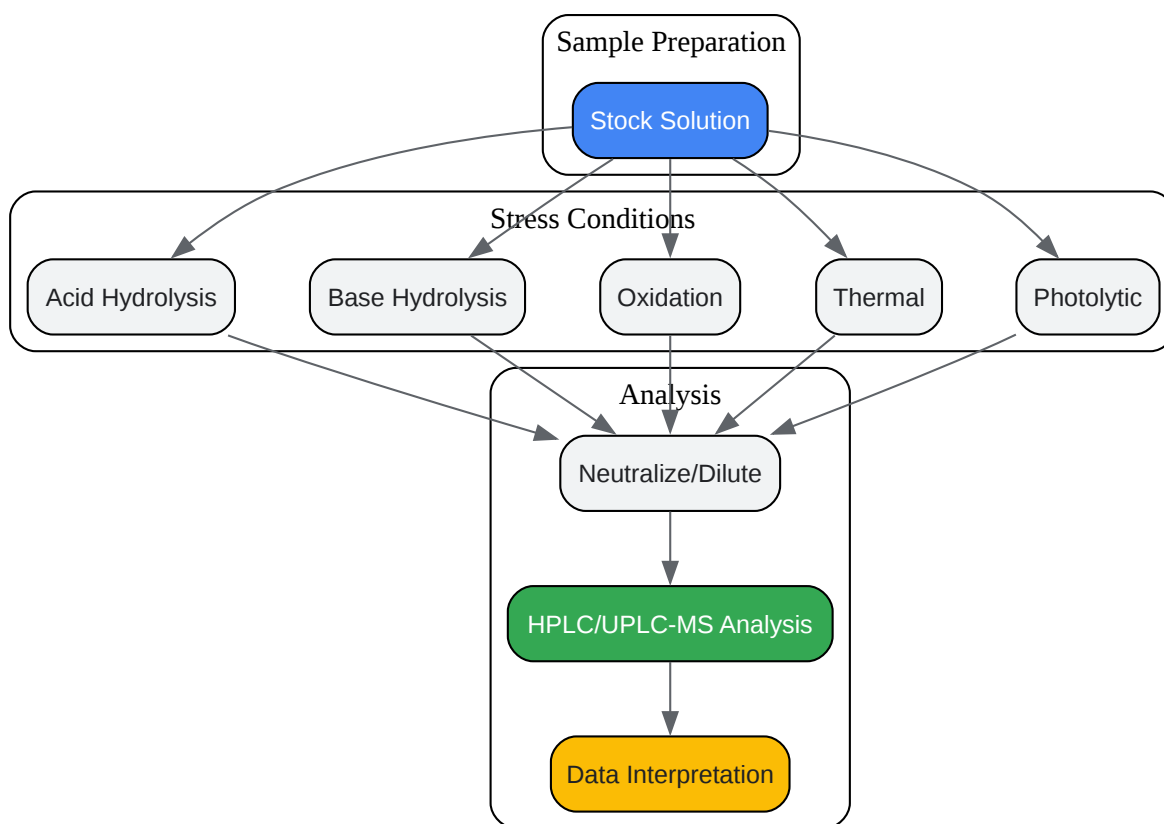 Sample Preparation
Stock Solution
Stress Conditions
Acid Hydrolysis
Base Hydrolysis
Oxidation
Thermal
Photolytic
Analysis
Neutralize/Dilute
HPLC/UPLC-MS Analysis
Data Interpretation